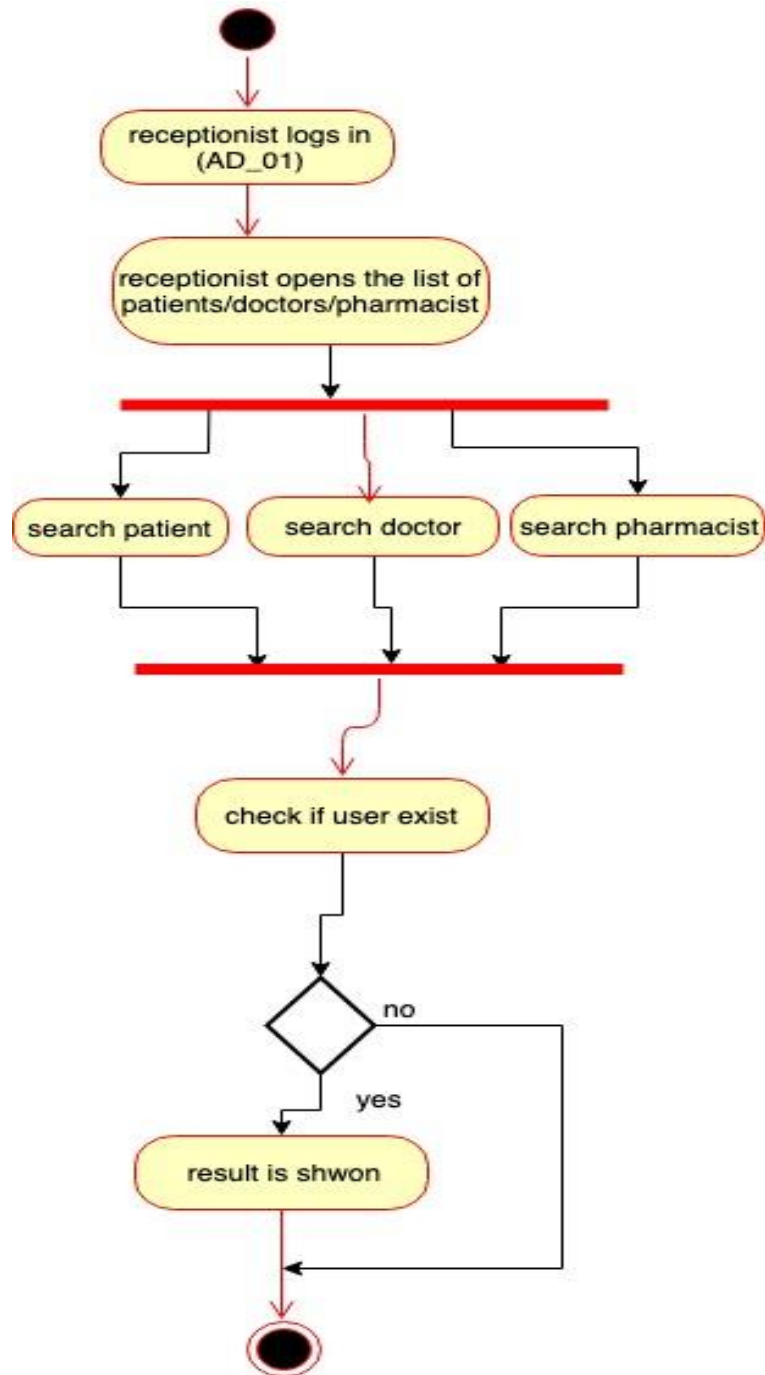 receptionist logs in
(AD_01)
receptionist opens the list of
patients/doctors/pharmacist
search patient
search doctor
search pharmacist
check if user exist
no
yes
result is shwon